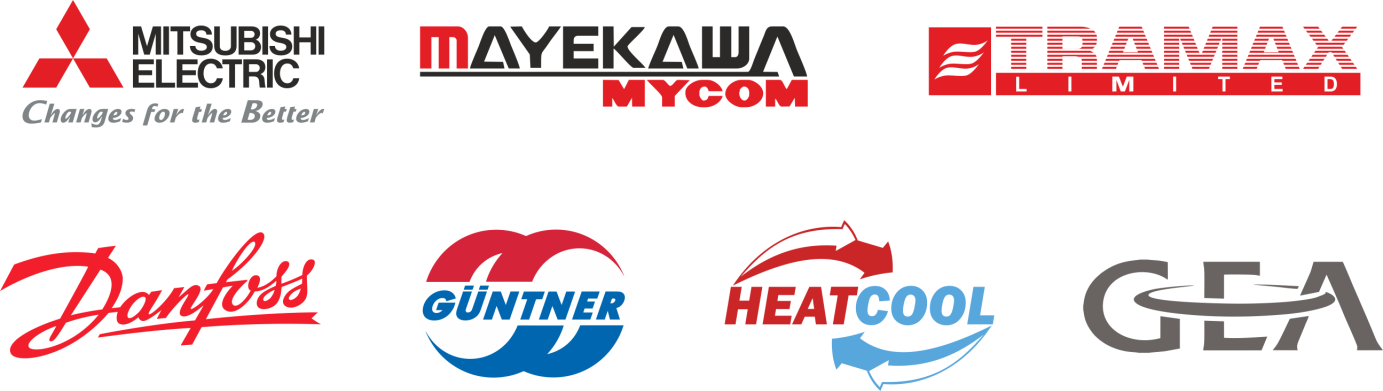 MITSUBISHI
ELECTRIC
Changes for the Better
MAYEKAWA
MYCOM
TRAMAX
LIMITED
Danfoss
GÜNTNER
HEATCOOL
GEA